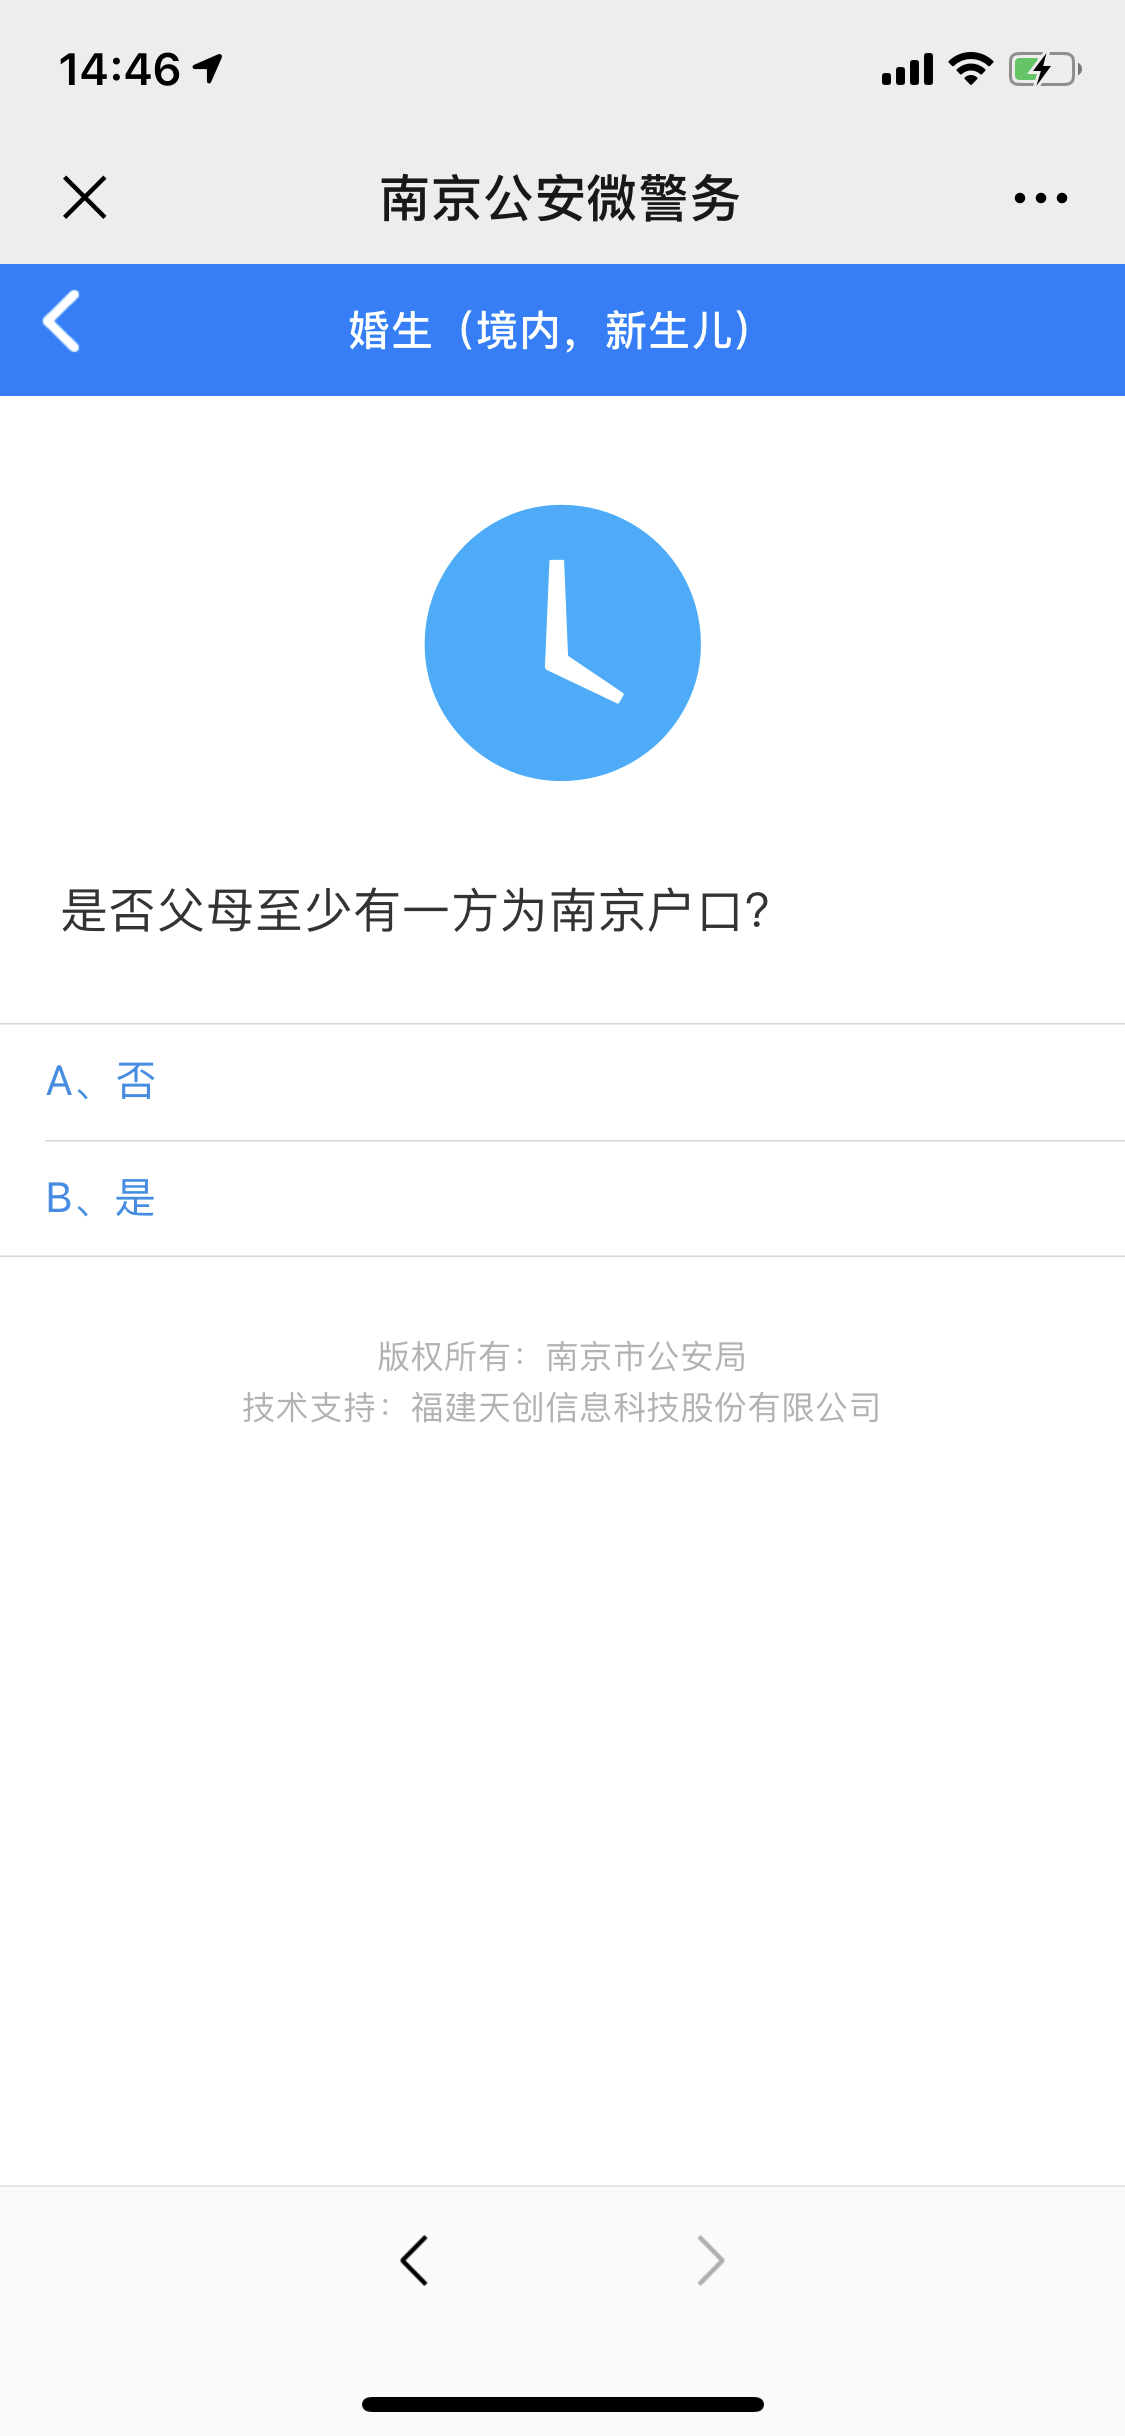 14:46
南京公安微警务
婚生（境内，新生儿）
是否父母至少有一方为南京户口?
A、否
B、是
版权所有：南京市公安局
技术支持：福建天创信息科技股份有限公司